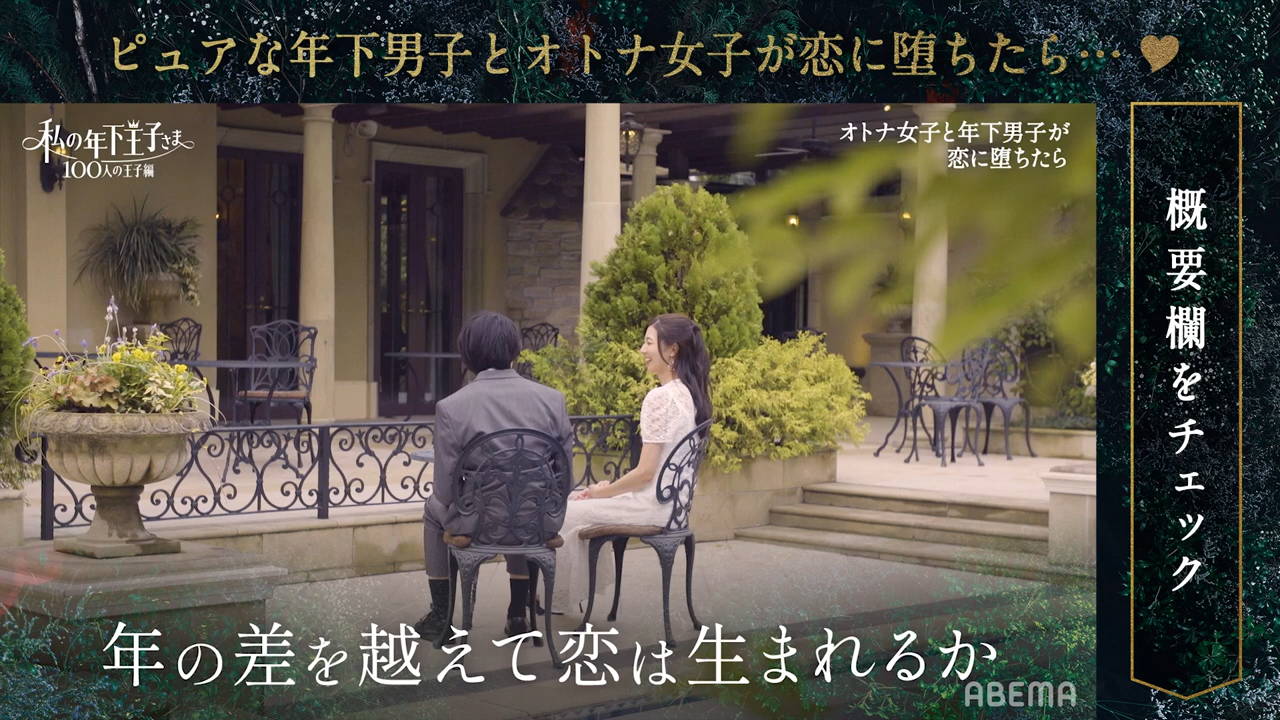 ピュアな年下男子とオトナ女子が恋に堕ちたら…
私の年下王子さま
100人の王子編
オトナ女子と年下男子が
恋に堕ちたら
概要欄をチェック
年の差を越えて恋は生まれるか
ABEMA